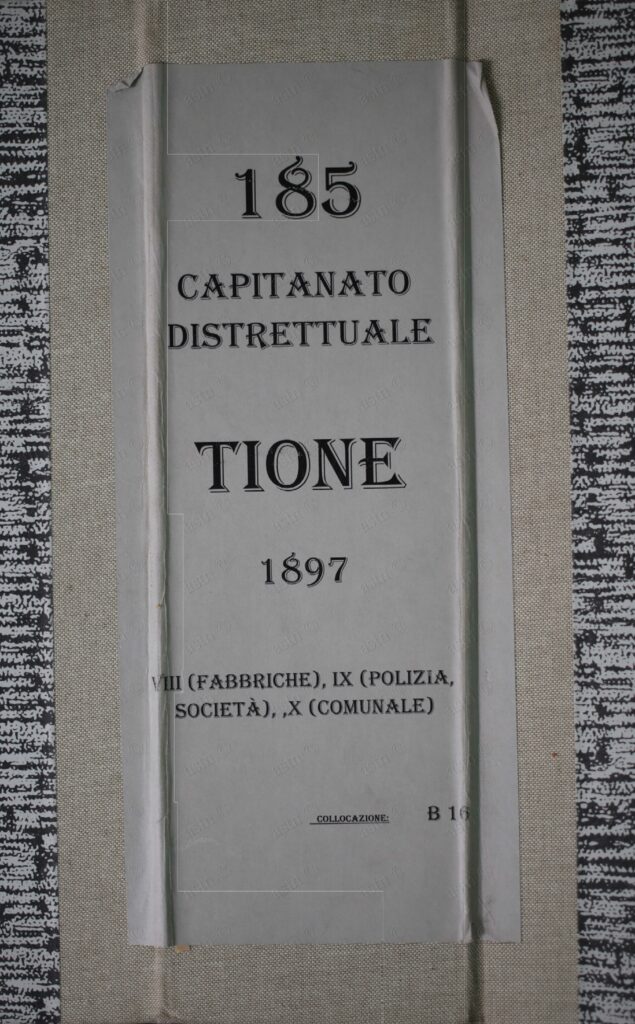 185
CAPITANATO
DISTRETTUALE
TIONE
1897
VIII (FABBRICHE), IX (POLIZIA,
SOCIETÀ), ,X (COMUNALE)
COLLOCAZIONE: B 16